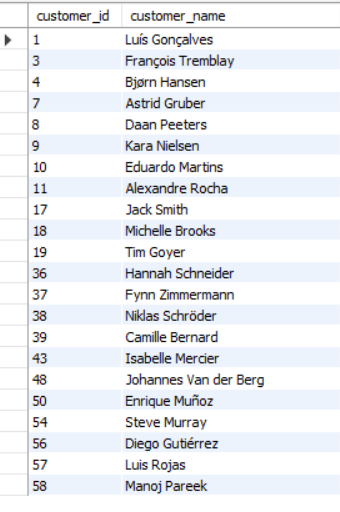 customer_id customer_name
1 Luís Gonçalves
3 François Tremblay
4 Bjørn Hansen
7 Astrid Gruber
8 Daan Peeters
9 Kara Nielsen
10 Eduardo Martins
11 Alexandre Rocha
17 Jack Smith
18 Michelle Brooks
19 Tim Goyer
36 Hannah Schneider
37 Fynn Zimmermann
38 Niklas Schröder
39 Camille Bernard
43 Isabelle Mercier
48 Johannes Van der Berg
50 Enrique Muñoz
54 Steve Murray
56 Diego Gutiérrez
57 Luis Rojas
58 Manoj Pareek